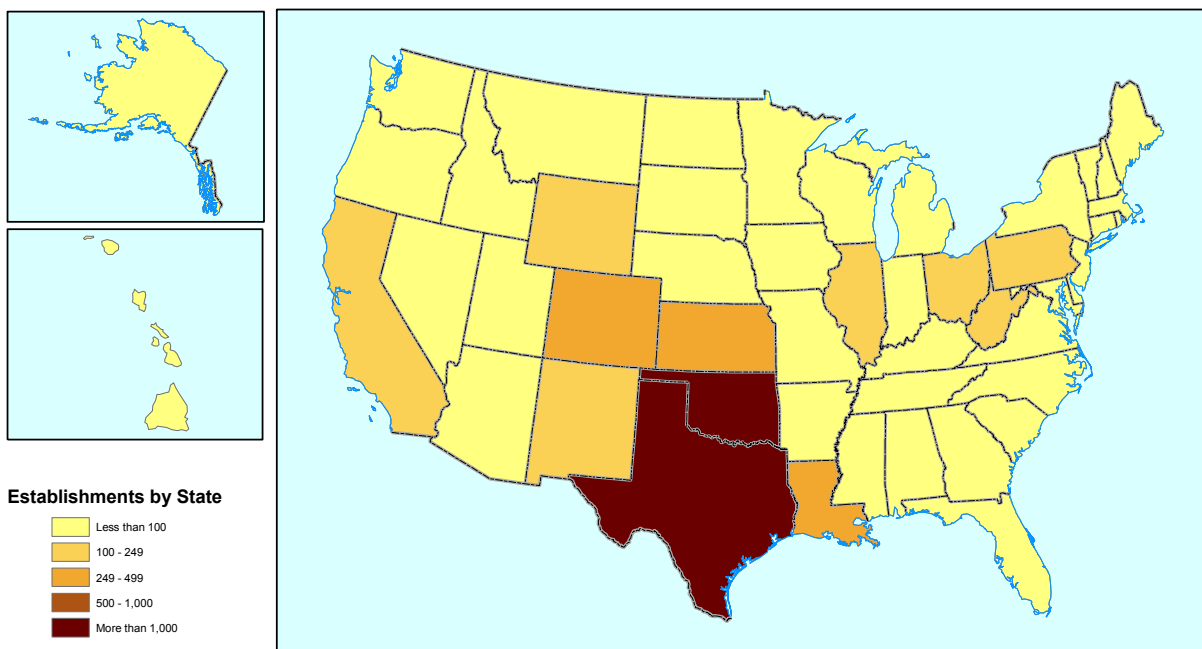 Establishments by State
Less than 100
100 - 249
249 - 499
500 - 1,000
More than 1,000